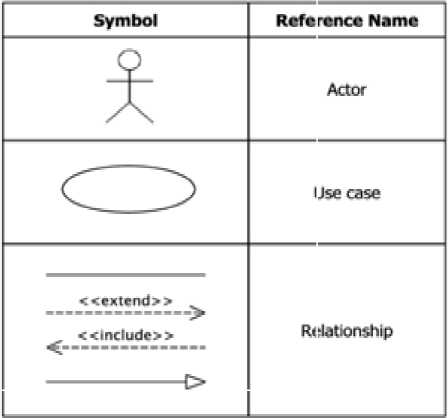 Symbol Reference Name
Actor
Use case
<<extend>>
<<include>>
Relationship